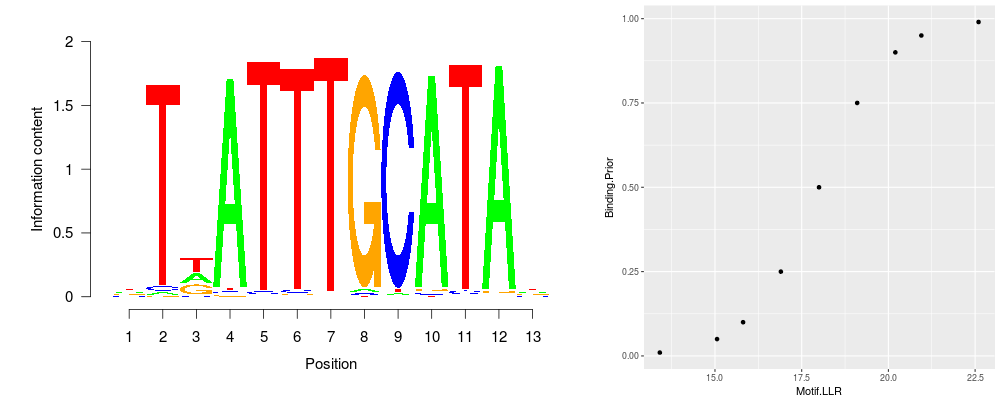 Information content
2
1.5
1
0.5
0
T T A T T T G C A T A
A
G
1 2 3 4 5 6 7 8 9 10 11 12 13
Position
Binding.Prior
1.00
0.75
0.50
0.25
0.00
15.0 17.5 20.0 22.5
Motif.LLR